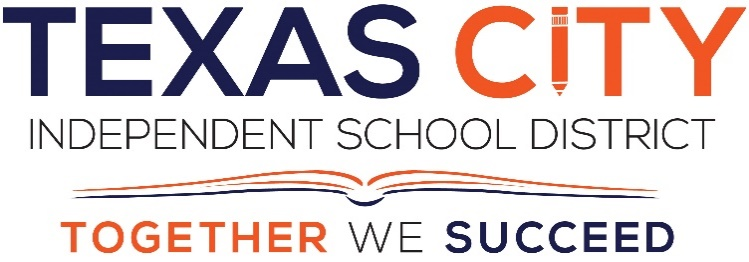 TEXAS CiTY
INDEPENDENT SCHOOL DISTRICT
TOGETHER WE SUCCEED